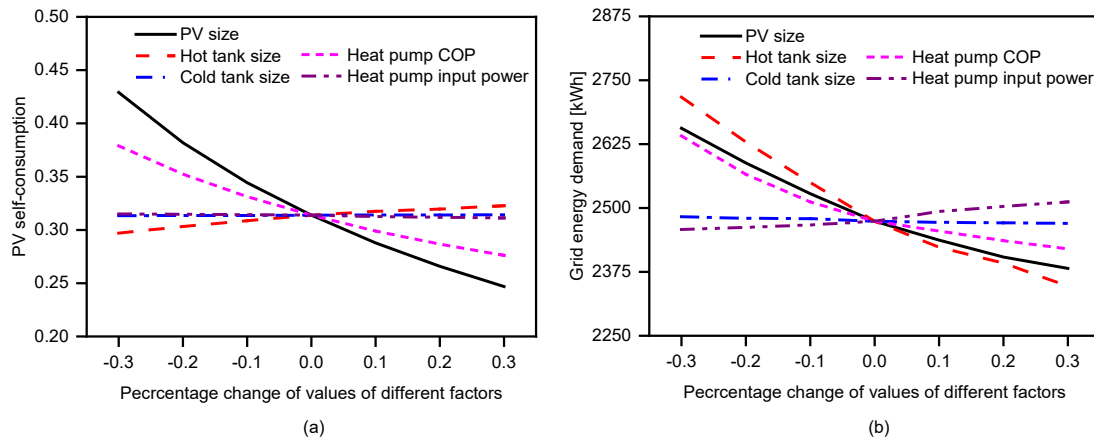 0.50
0.45
0.40
0.35
0.30
0.25
0.20
PV self-consumption
PV size
Hot tank size
Cold tank size
Heat pump COP
Heat pump input power
-0.3 -0.2 -0.1 0.0 0.1 0.2 0.3
Pecrcentage change of values of different factors
(a)
2875
2750
2625
2500
2375
2250
Grid energy demand [kWh]
PV size
Hot tank size
Cold tank size
Heat pump COP
Heat pump input power
-0.3 -0.2 -0.1 0.0 0.1 0.2 0.3
Pecrcentage change of values of different factors
(b)